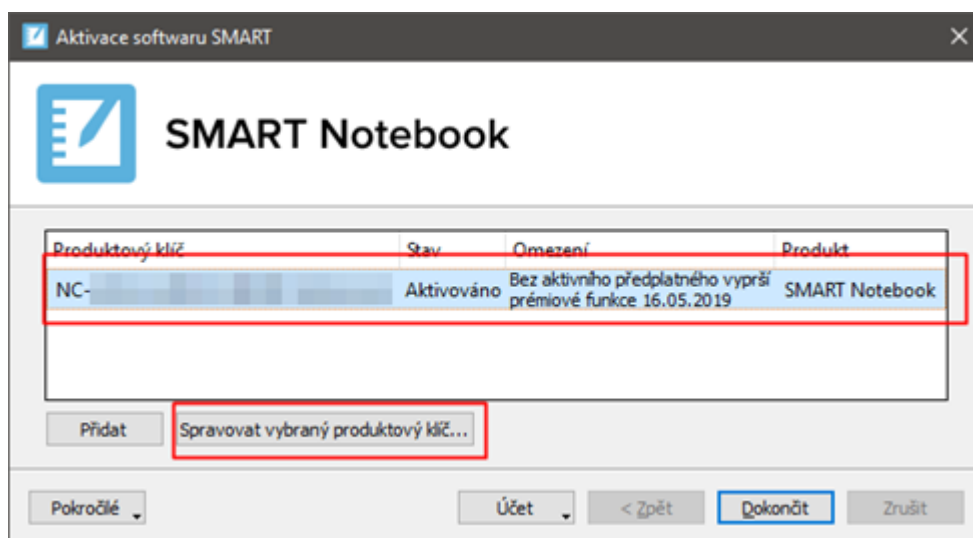 Aktivace softwaru SMART
SMART Notebook
Produktový klíč Stav Omezení Produkt
NC- Aktivováno Bez aktivního předplatného vyprší prémiové funkce 16.05.2019 SMART Notebook
Přidat Spravovat vybraný produktový klíč...
Pokročilé Účet < Zpět Dokončit Zrušit